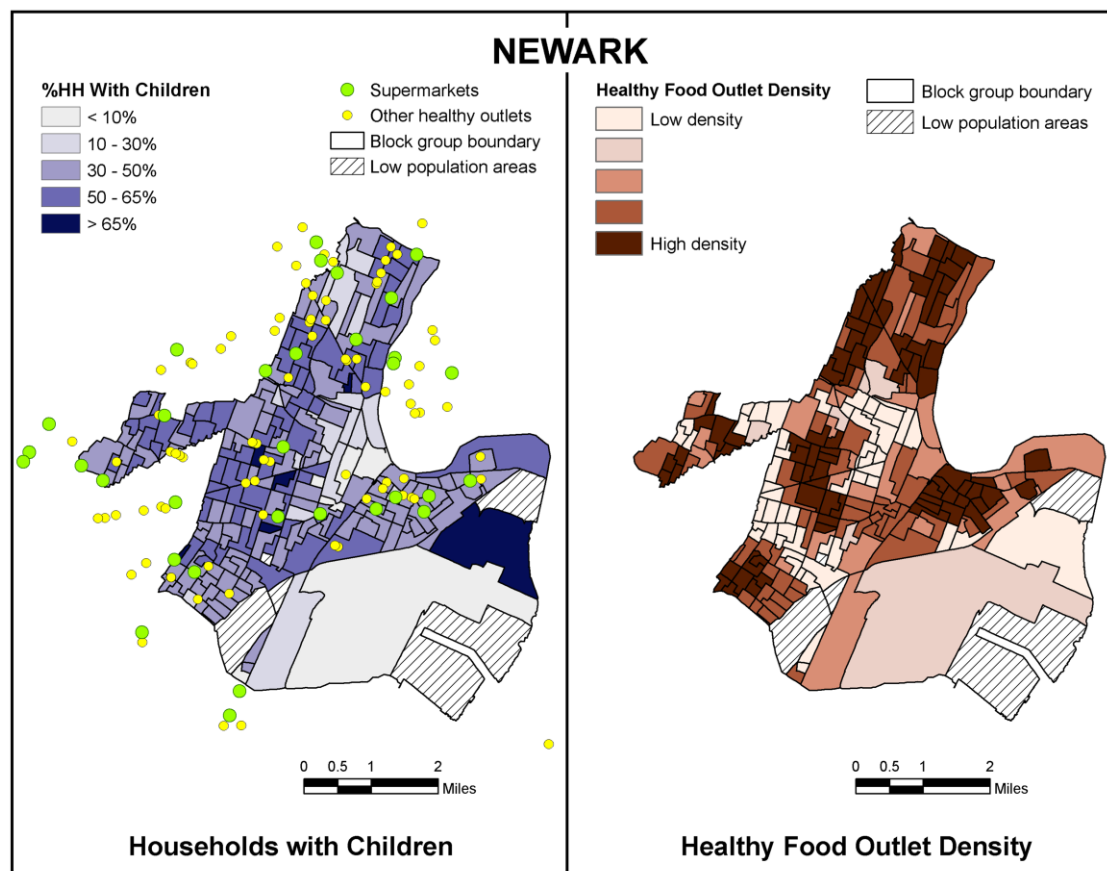 NEWARK
%HH With Children
< 10%
10 - 30%
30 - 50%
50 - 65%
> 65%
Supermarkets
Other healthy outlets
Block group boundary
Low population areas
0 0.5 1 2
Miles
Households with Children
Healthy Food Outlet Density
Low density
High density
Block group boundary
Low population areas
0 0.5 1 2
Miles
Healthy Food Outlet Density